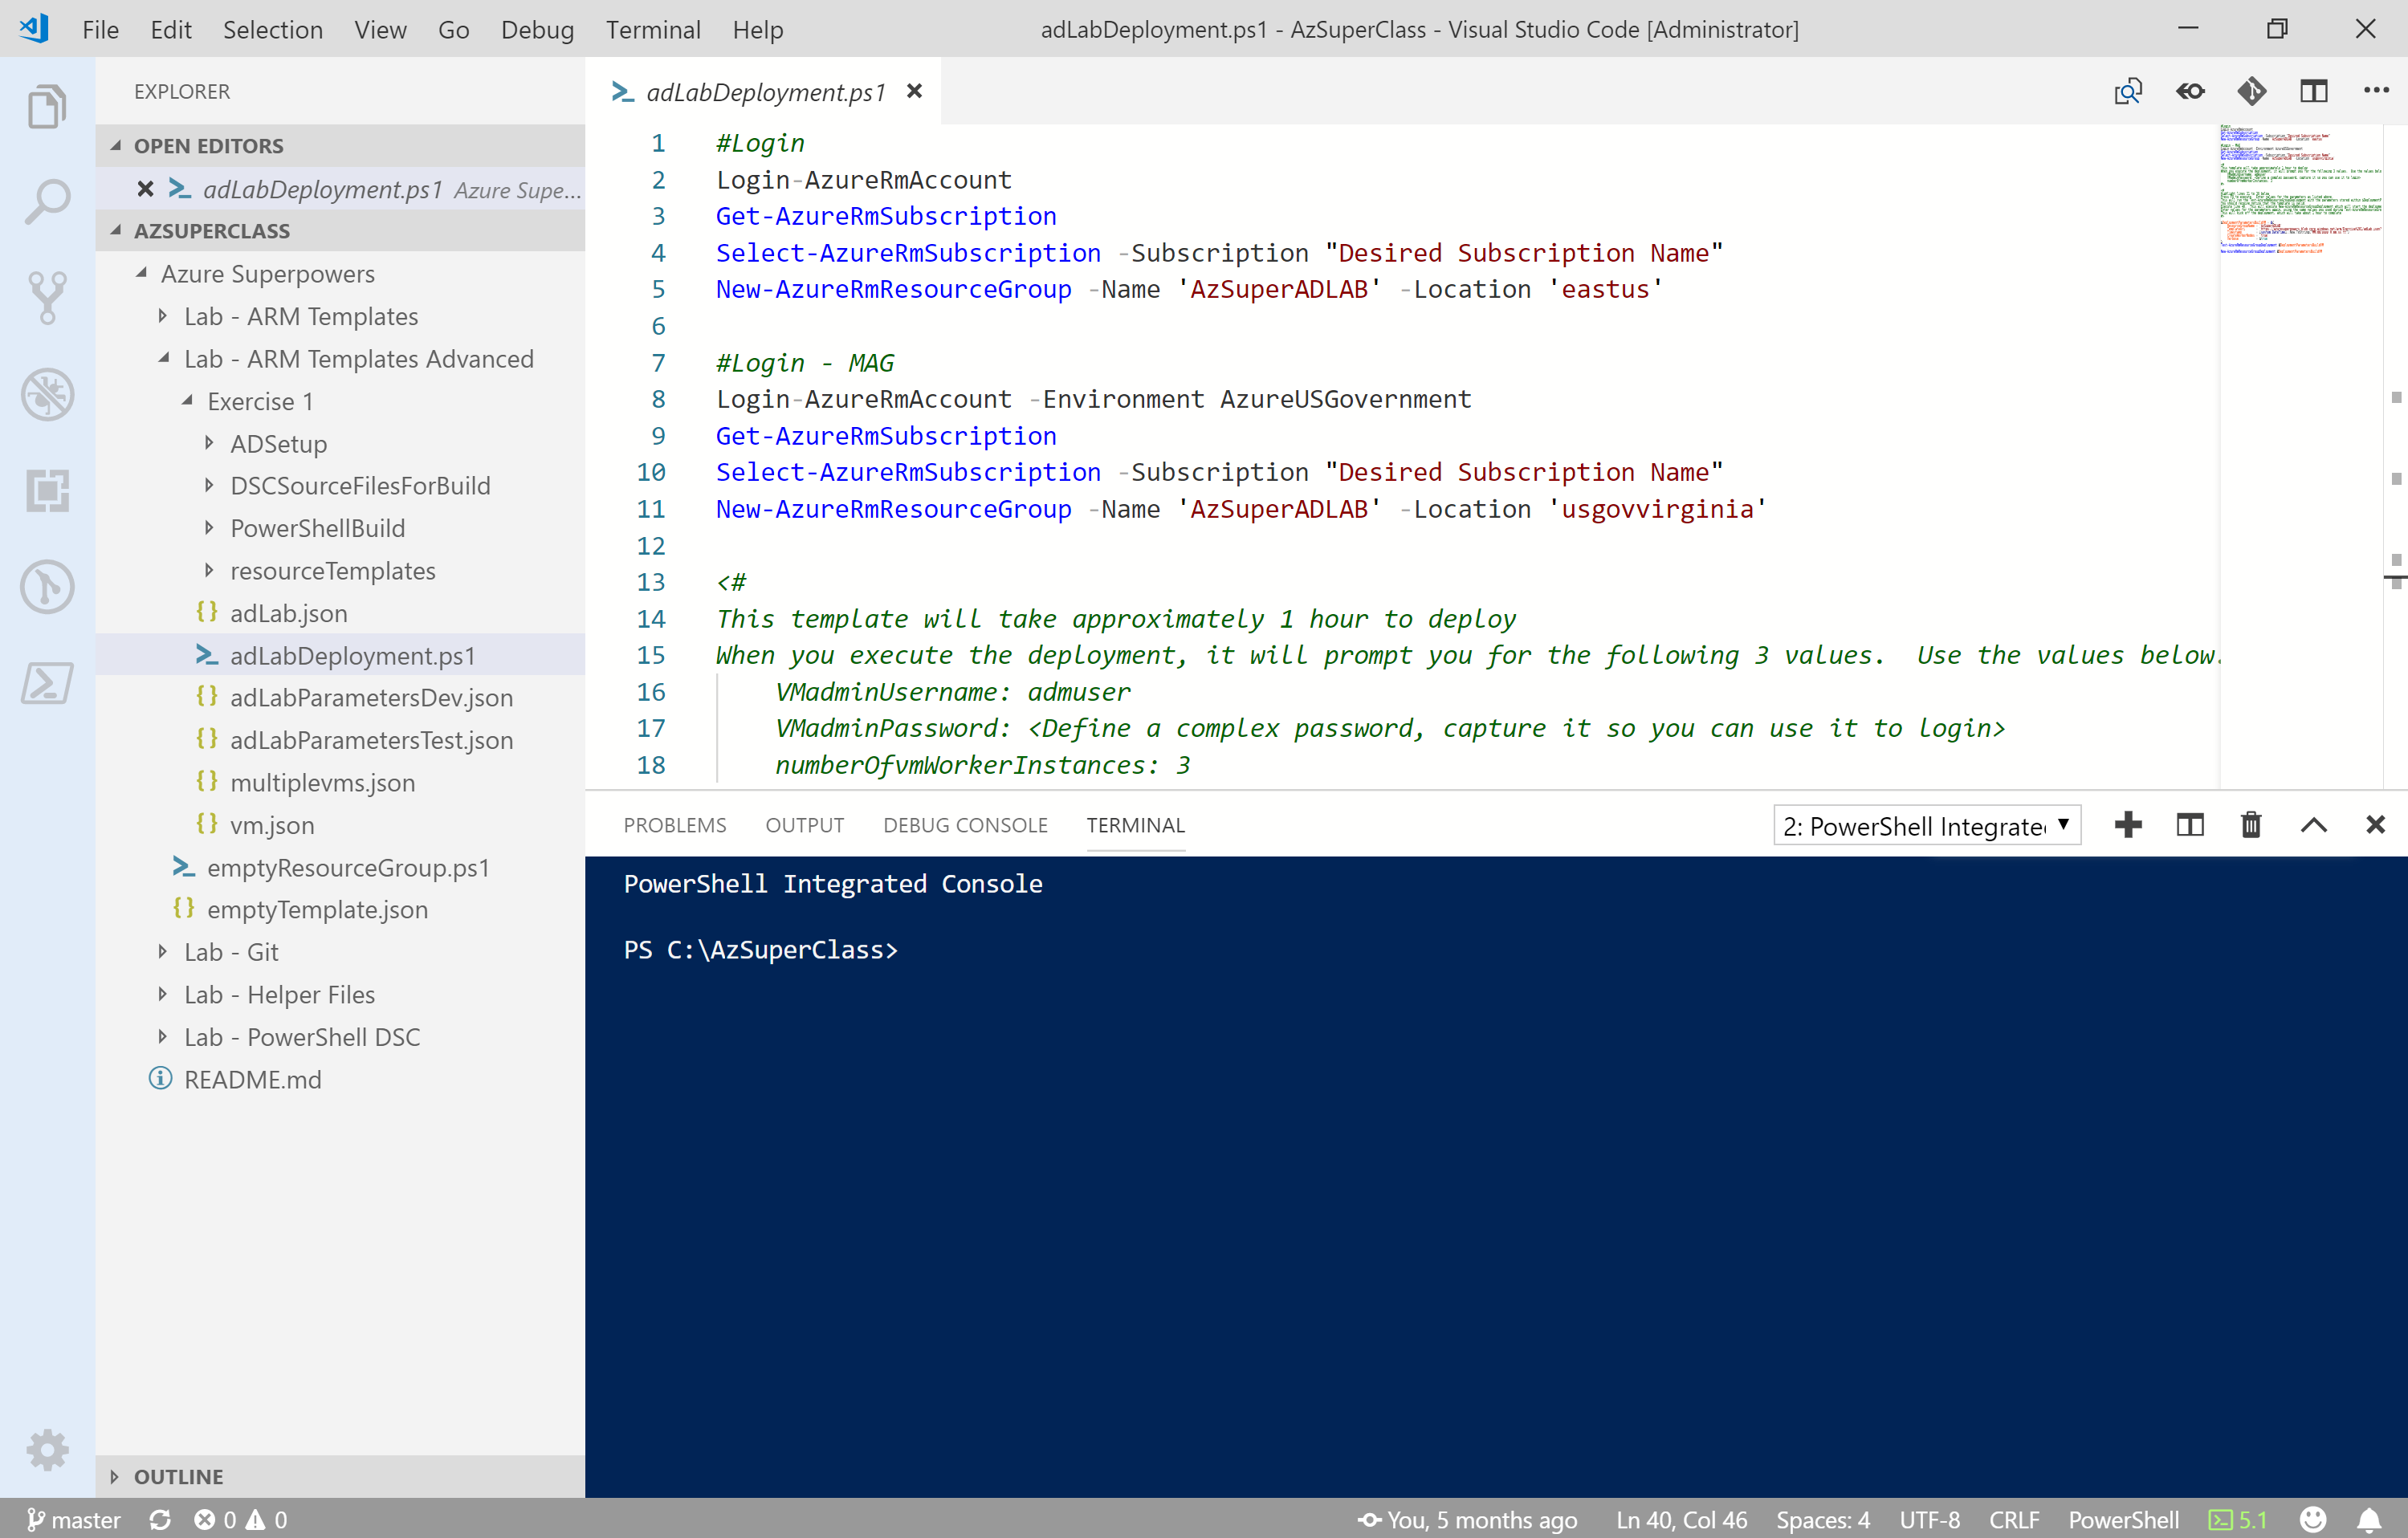 File Edit Selection View Go Debug Terminal Help
adLabDeployment.ps1 - AzSuperClass - Visual Studio Code [Administrator]
EXPLORER
OPEN EDITORS
adLabDeployment.ps1 Azure Supe...
AZSUPERCLASS
Azure Superpowers
Lab - ARM Templates
Lab - ARM Templates Advanced
Exercise 1
ADSetup
DSCSourceFilesForBuild
PowerShellBuild
resourceTemplates
adLab.json
adLabDeployment.ps1
adLabParametersDev.json
adLabParametersTest.json
multiplevms.json
vm.json
emptyResourceGroup.ps1
emptyTemplate.json
Lab - Git
Lab - Helper Files
Lab - PowerShell DSC
README.md
OUTLINE
adLabDeployment.ps1
1 #Login
2 Login-AzureRmAccount
3 Get-AzureRmSubscription
4 Select-AzureRmSubscription -Subscription "Desired Subscription Name"
5 New-AzureRmResourceGroup -Name 'AzSuperADLAB' -Location 'eastus'
6
7 #Login - MAG
8 Login-AzureRmAccount -Environment AzureUSGovernment
9 Get-AzureRmSubscription
10 Select-AzureRmSubscription -Subscription "Desired Subscription Name"
11 New-AzureRmResourceGroup -Name 'AzSuperADLAB' -Location 'usgovvirginia'
12
13 <#
14 This template will take approximately 1 hour to deploy
15 When you execute the deployment, it will prompt you for the following 3 values.  Use the values below.
16 VMadminUsername: admuser
17 VMadminPassword: <Define a complex password, capture it so you can use it to login>
18 numberOfvmWorkerInstances: 3
PROBLEMS OUTPUT DEBUG CONSOLE TERMINAL
2: PowerShell Integrate
PowerShell Integrated Console
PS C:\AzSuperClass>
master 0 0
You, 5 months ago Ln 40, Col 46 Spaces: 4 UTF-8 CRLF PowerShell 5.1